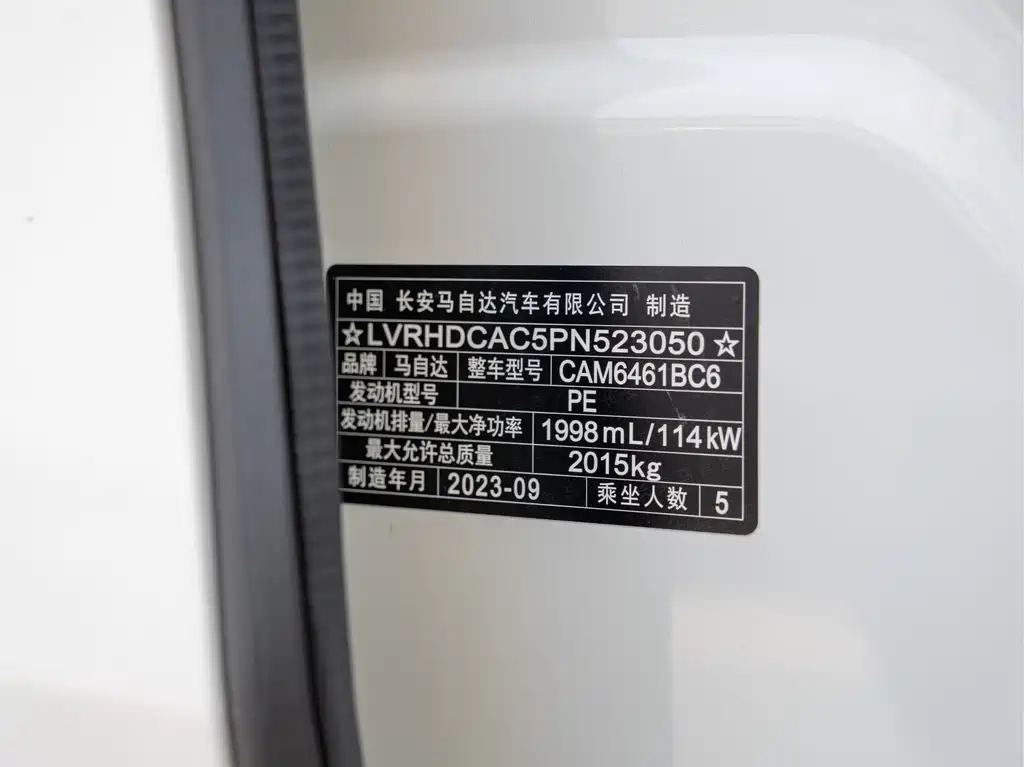 中国 长安马自达汽车有限公司 制造
☆LVRHDCAC5PN523050☆
品牌 马自达 整车型号 CAM6461BC6
发动机型号 PE
发动机排量/最大净功率 1998mL/114kW
最大允许总质量 2015kg
制造年月 2023-09 乘坐人数 5